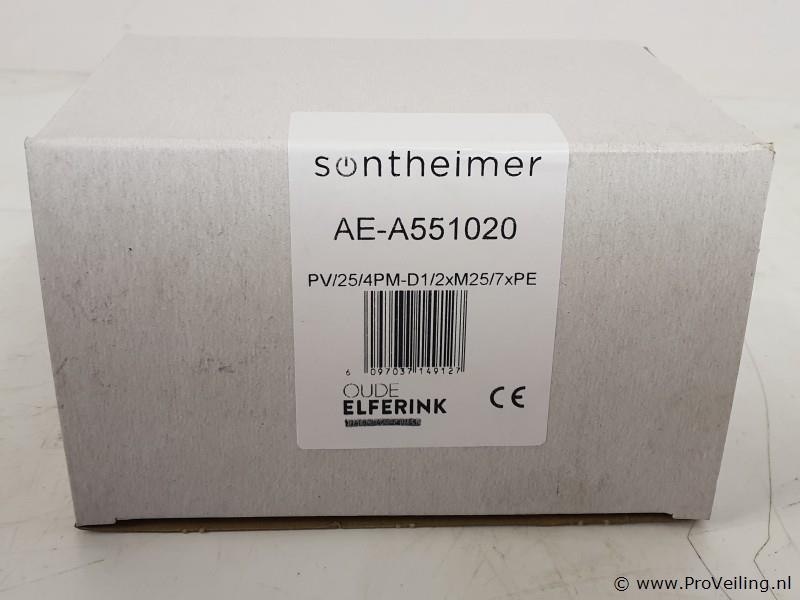 sontheimer
AE-A551020
PV/25/4PM-D1/2xM25/7xPE
6 097037 149127
OUDE
ELFERINK
CE
© www.ProVeiling.nl